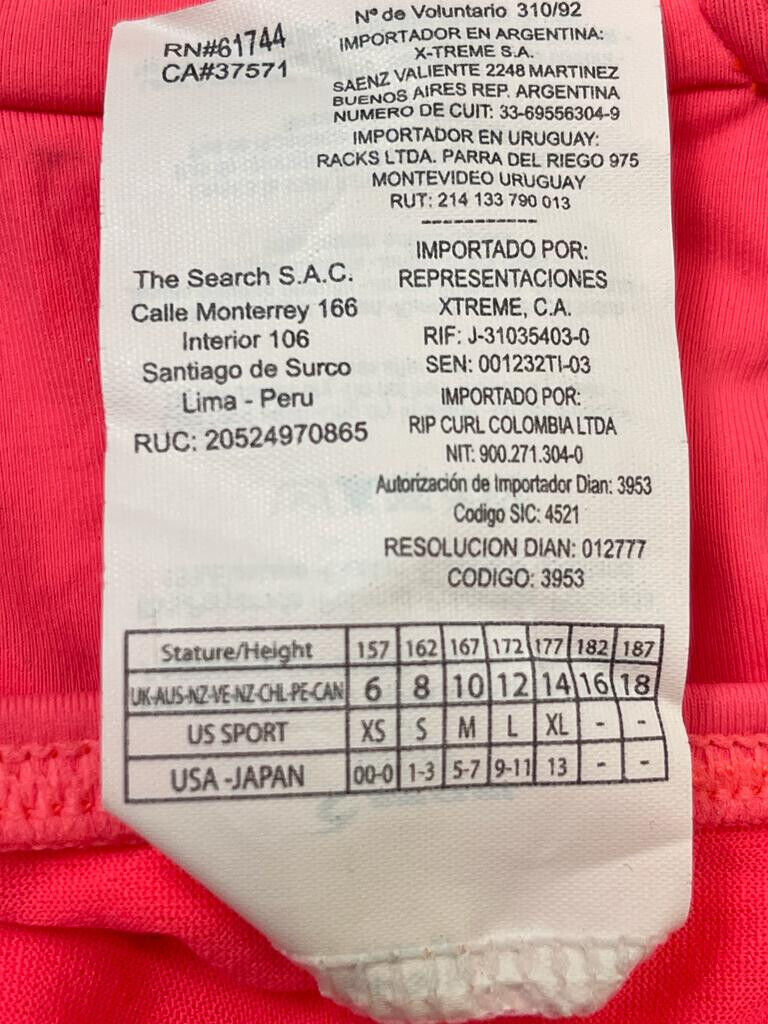 RN#61744
CA#37571
Nº de Voluntario 310/92
IMPORTADOR EN ARGENTINA:
X-TREME S.A.
SAENZ VALIENTE 2248 MARTINEZ
BUENOS AIRES REP. ARGENTINA
NUMERO DE CUIT: 33-69556304-9
IMPORTADOR EN URUGUAY:
RACKS LTDA. PARRA DEL RIEGO 975
MONTEVIDEO URUGUAY
RUT: 214 133 790 013
------------
The Search S.A.C.
Calle Monterrey 166
Interior 106
Santiago de Surco
Lima - Peru
RUC: 20524970865
IMPORTADO POR:
REPRESENTACIONES
XTREME, C.A.
RIF: J-31035403-0
SEN: 001232TI-03
IMPORTADO POR:
RIP CURL COLOMBIA LTDA
NIT: 900.271.304-0
Autorización de Importador Dian: 3953
Codigo SIC: 4521
RESOLUCION DIAN: 012777
CODIGO: 3953
Stature/Height 157 162 167 172 177 182 187
UK-AUS-NZ-VE-NZ-CHL-PE-CAN 6 8 10 12 14 16 18
US SPORT XS S M L XL - -
USA -JAPAN 00-0 1-3 5-7 9-11 13 - -